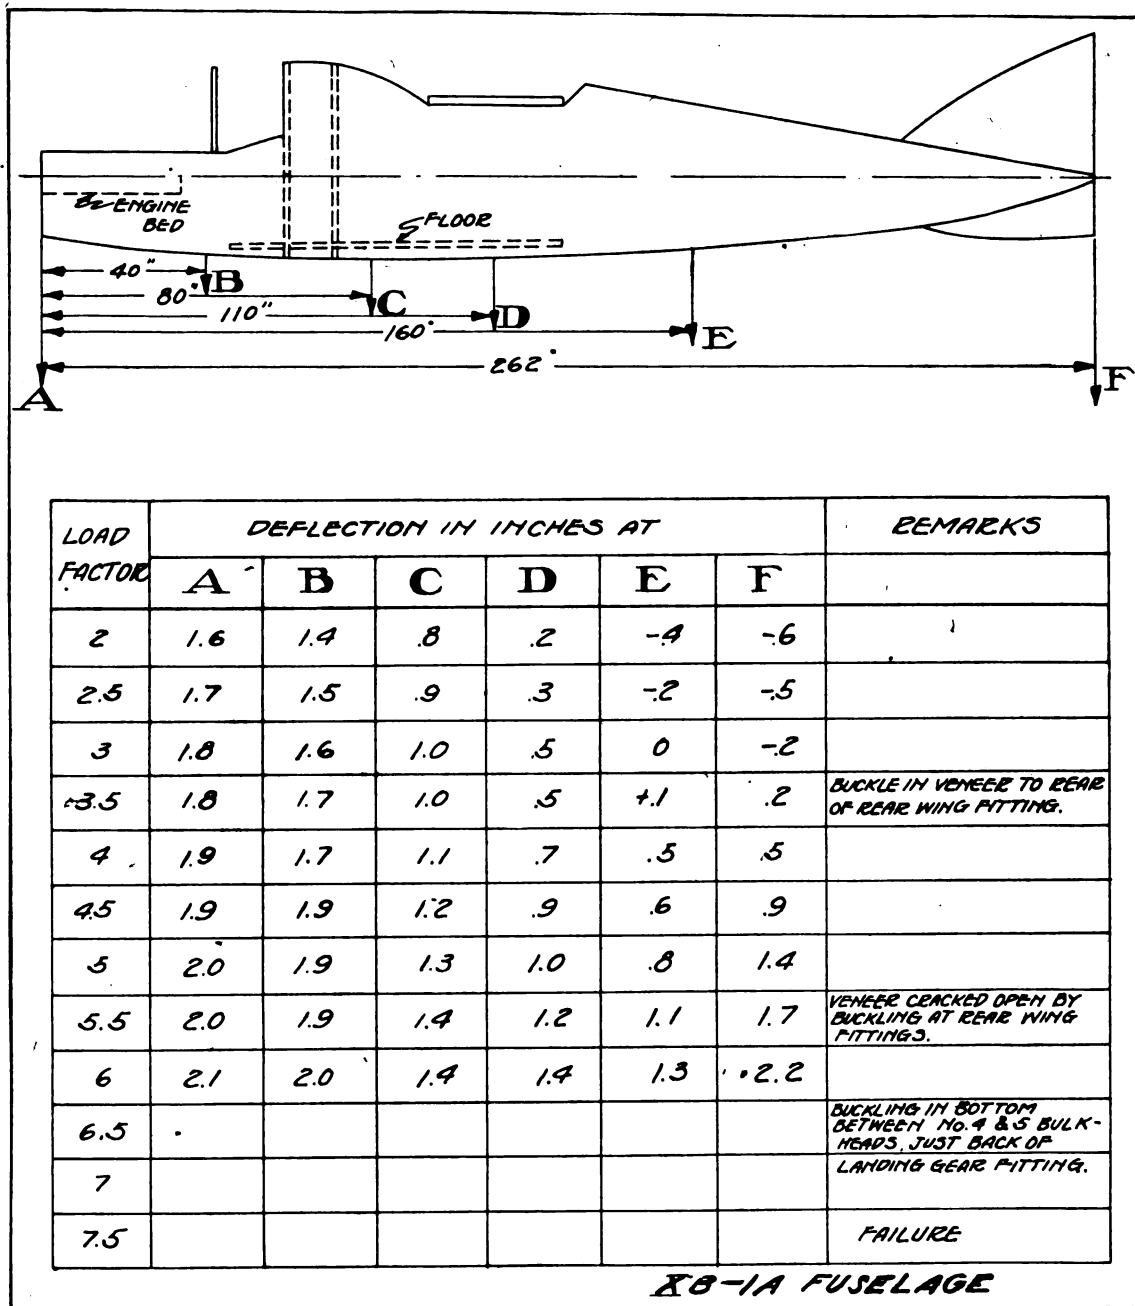 ENGINE
BED
FLOOR
40"
B
80"
C
110"
D
160"
E
262"
A
F
LOAD FACTOR
DEFLECTION IN INCHES AT
REMARKS
A B C D E F
2 1.6 1.4 .8 .2 -.4 -.6
2.5 1.7 1.5 .9 .3 -.2 -.5
3 1.8 1.6 1.0 .5 0 -.2
3.5 1.8 1.7 1.0 .5 +.1 .2 BUCKLE IN VENEER TO REAR
OF REAR WING FITTING.
4 1.9 1.7 1.1 .7 .5 .5
4.5 1.9 1.9 1.2 .9 .6 .9
5 2.0 1.9 1.3 1.0 .8 1.4
5.5 2.0 1.9 1.4 1.2 1.1 1.7 VENEER CRACKED OPEN BY
BUCKLING AT REAR WING
FITTINGS.
6 2.1 2.0 1.4 1.4 1.3 2.2
6.5 BUCKLING IN BOTTOM
BETWEEN No. 4 & 5 BULK-
HEADS, JUST BACK OF
7 LANDING GEAR FITTING.
7.5 FAILURE
XB-1A FUSELAGE